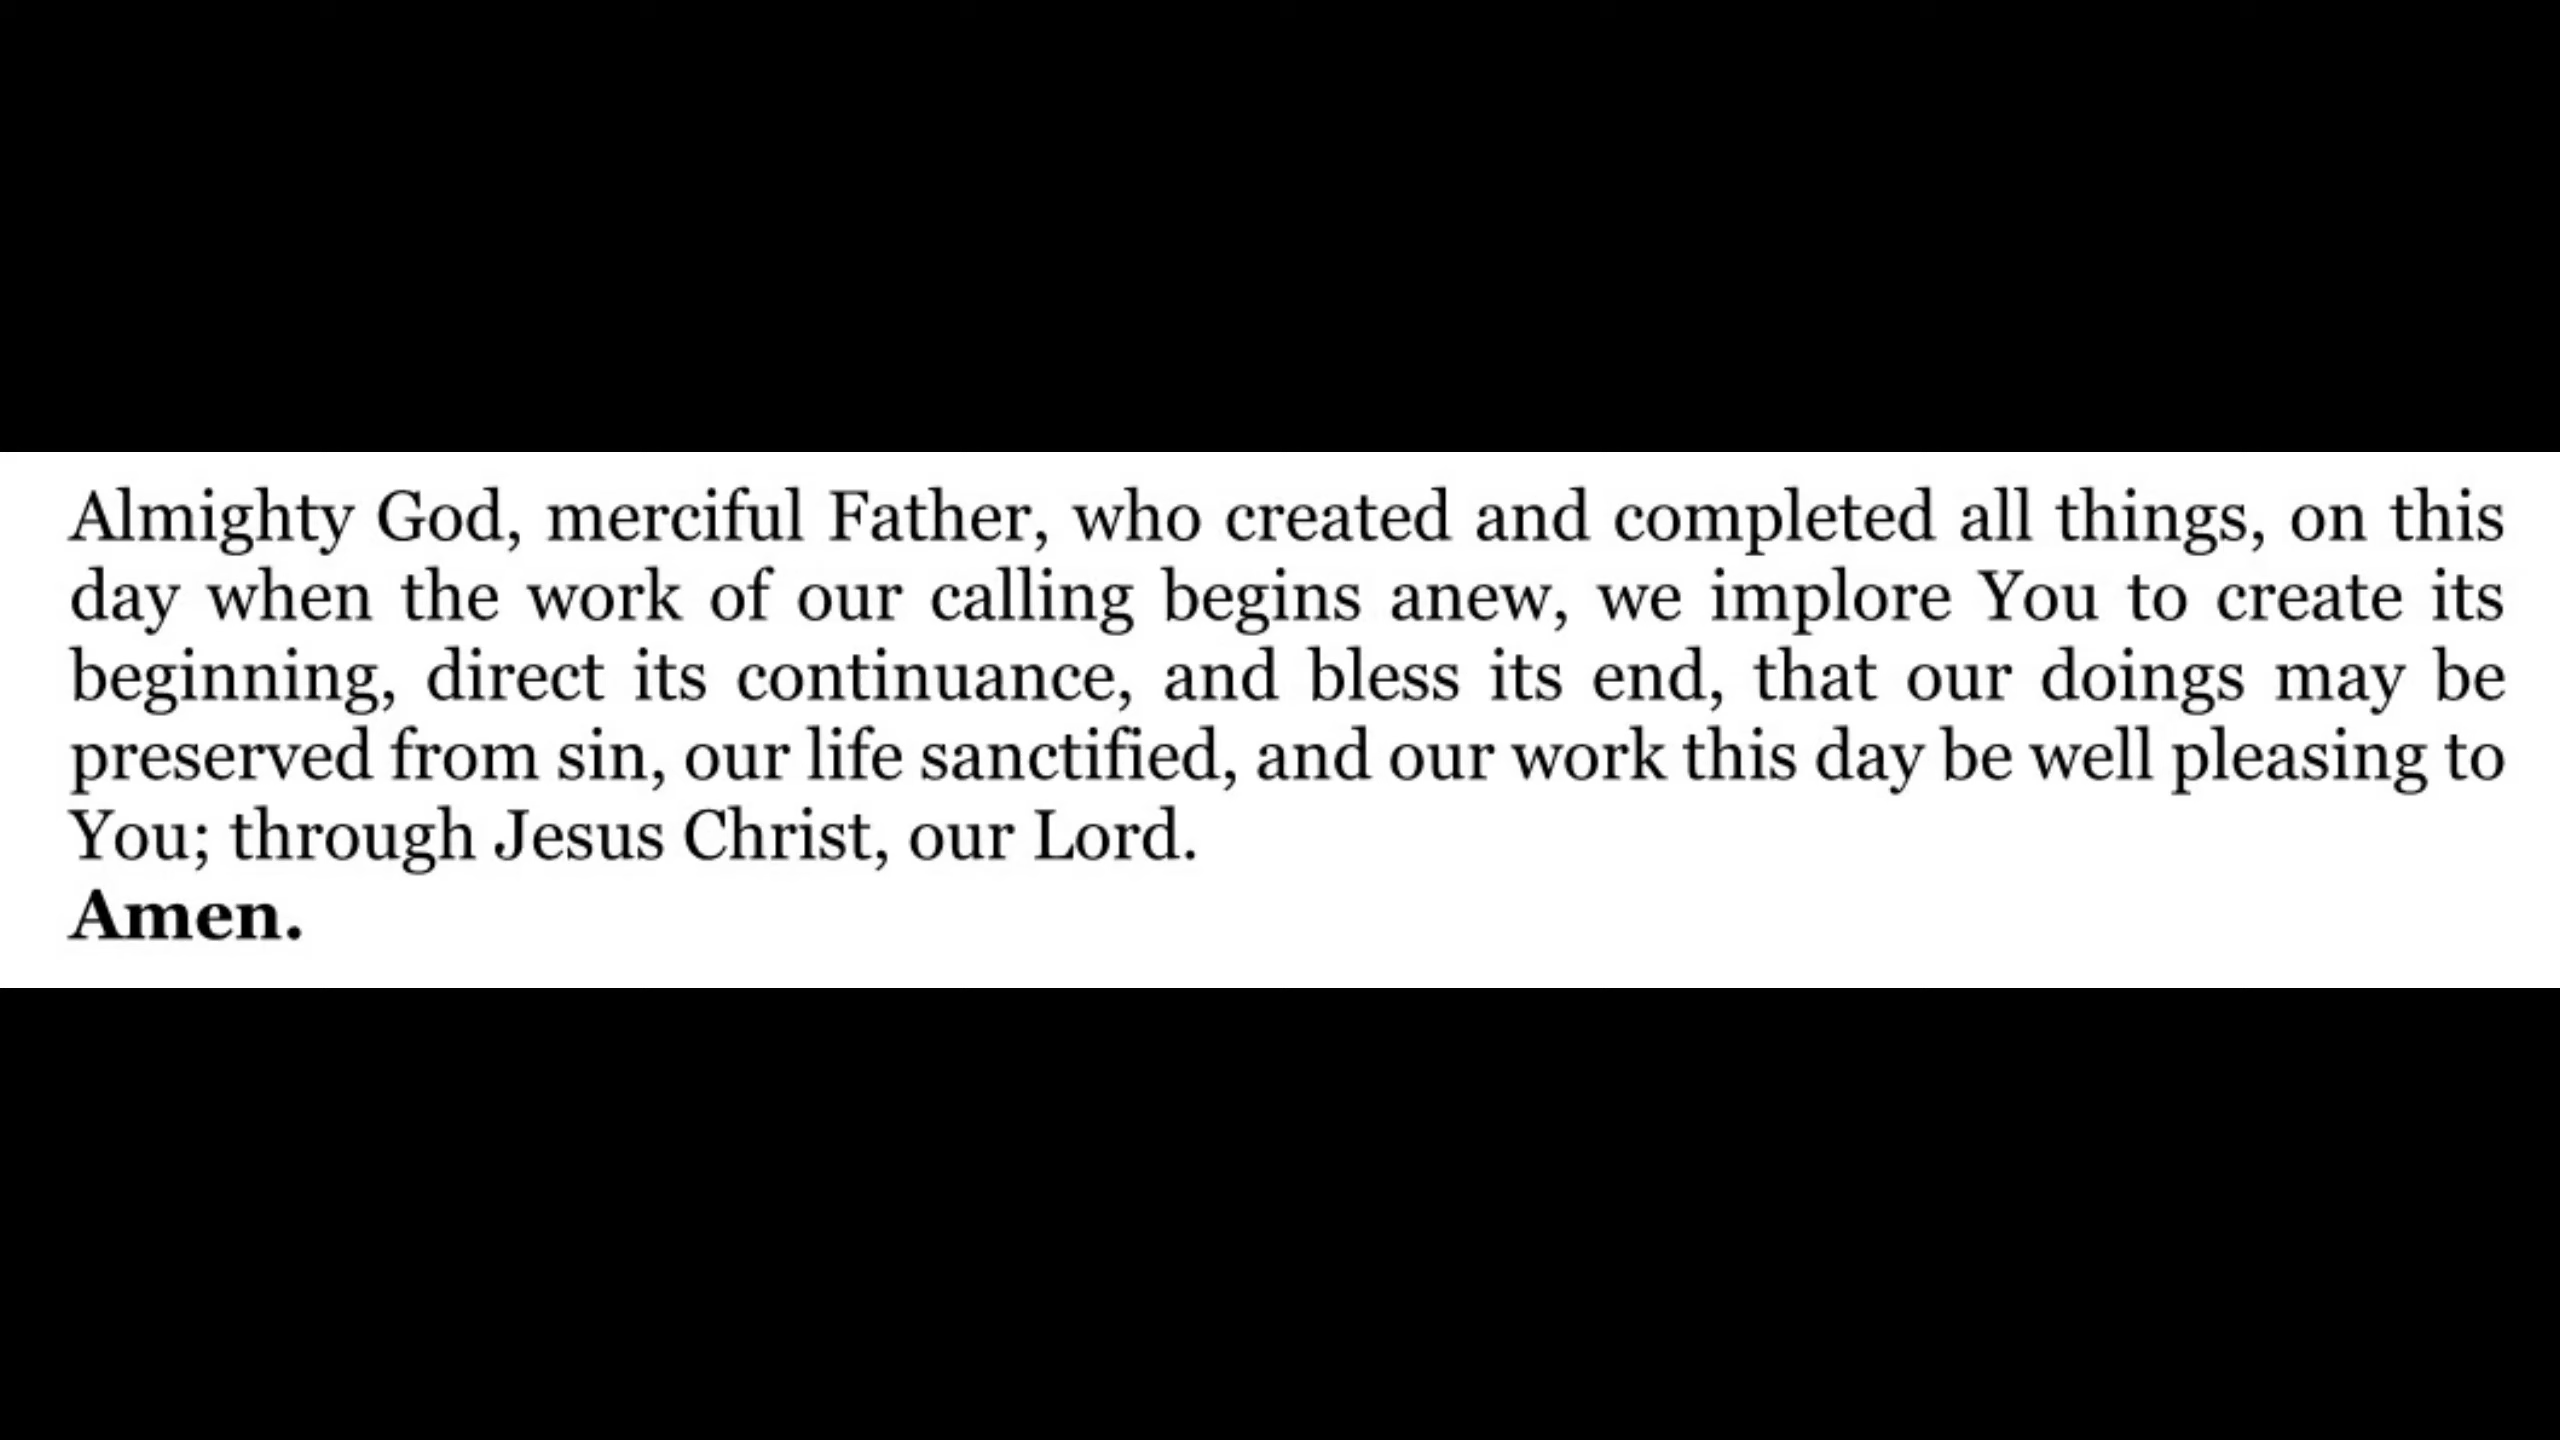 Almighty God, merciful Father, who created and completed all things, on this
day when the work of our calling begins anew, we implore You to create its
beginning, direct its continuance, and bless its end, that our doings may be
preserved from sin, our life sanctified, and our work this day be well pleasing to
You; through Jesus Christ, our Lord.
Amen.